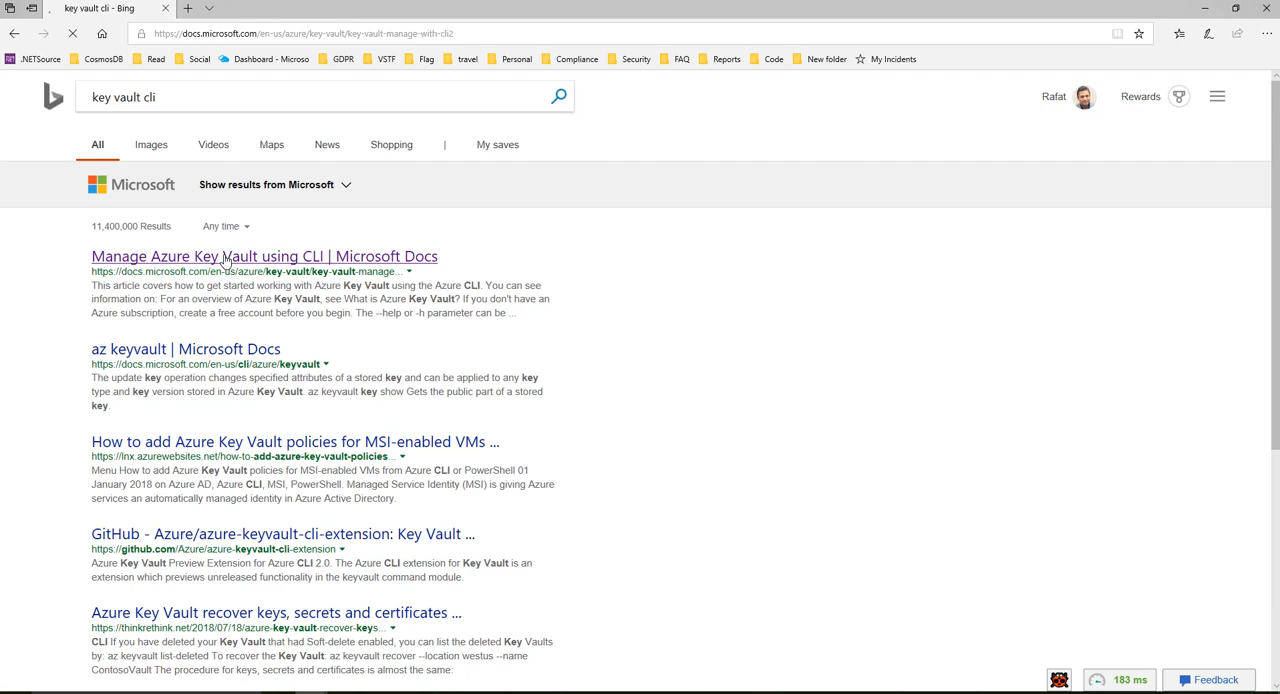 key vault cli - Bing
https://docs.microsoft.com/en-us/azure/key-vault/key-vault-manage-with-cli2
.NETSource CosmosDB Read Social Dashboard - Microso GDPR VSTF Flag travel Personal Compliance Security FAQ Reports Code New folder My Incidents
key vault cli
Rafat Rewards
All Images Videos Maps News Shopping | My saves
Microsoft Show results from Microsoft
11,400,000 Results Any time
Manage Azure Key Vault using CLI | Microsoft Docs
https://docs.microsoft.com/en-us/azure/key-vault/key-vault-manage...
This article covers how to get started working with Azure Key Vault using the Azure CLI. You can see
information on: For an overview of Azure Key Vault, see What is Azure Key Vault? If you don't have an
Azure subscription, create a free account before you begin. The --help or -h parameter can be ...
az keyvault | Microsoft Docs
https://docs.microsoft.com/en-us/cli/azure/keyvault
The update key operation changes specified attributes of a stored key and can be applied to any key
type and key version stored in Azure Key Vault. az keyvault key show Gets the public part of a stored
key.
How to add Azure Key Vault policies for MSI-enabled VMs ...
https://lnx.azurewebsites.net/how-to-add-azure-key-vault-policies...
Menu How to add Azure Key Vault policies for MSI-enabled VMs from Azure CLI or PowerShell 01
January 2018 on Azure AD, Azure CLI, MSI, PowerShell. Managed Service Identity (MSI) is giving Azure
services an automatically managed identity in Azure Active Directory.
GitHub - Azure/azure-keyvault-cli-extension: Key Vault ...
https://github.com/Azure/azure-keyvault-cli-extension
Azure Key Vault Preview Extension for Azure CLI 2.0. The Azure CLI extension for Key Vault is an
extension which previews unreleased functionality in the keyvault command module.
Azure Key Vault recover keys, secrets and certificates ...
https://thinkrethink.net/2018/07/18/azure-key-vault-recover-keys...
CLI If you have deleted your Key Vault that had Soft-delete enabled, you can list the deleted Key Vaults
by: az keyvault list-deleted To recover the Key Vault: az keyvault recover --location westus --name
ContosoVault The procedure for keys, secrets and certificates is almost the same:
183 ms Feedback